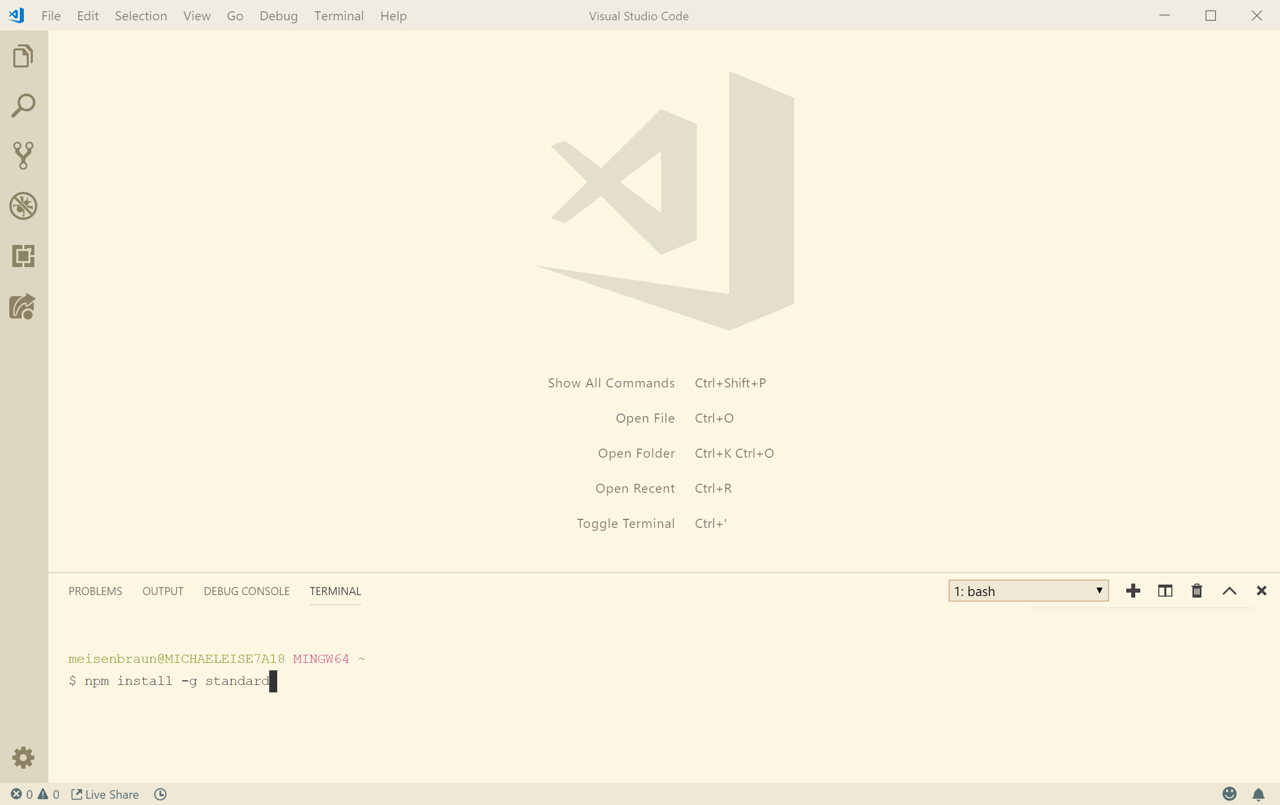 File Edit Selection View Go Debug Terminal Help Visual Studio Code
Show All Commands Ctrl+Shift+P
Open File Ctrl+O
Open Folder Ctrl+K Ctrl+O
Open Recent Ctrl+R
Toggle Terminal Ctrl+'
PROBLEMS OUTPUT DEBUG CONSOLE TERMINAL 1: bash
meisenbraun@MICHAELEISE7A18 MINGW64 ~
$ npm install -g standard
0 0 Live Share